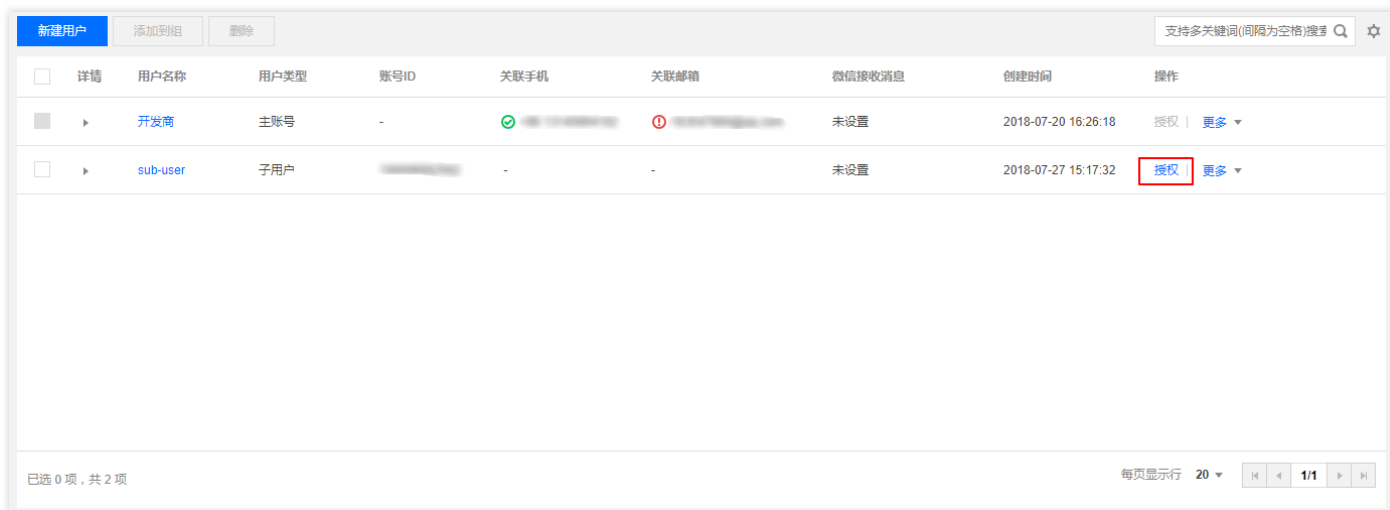 新建用户 添加到组 删除 支持多关键词(间隔为空格)搜索
详情 用户名称 用户类型 账号ID 关联手机 关联邮箱 微信接收消息 创建时间 操作
开发商 主账号 - 未设置 2018-07-20 16:26:18 授权 | 更多
sub-user 子用户 - - 未设置 2018-07-27 15:17:32 授权 | 更多
已选 0 项，共 2 项 每页显示行 20 1/1